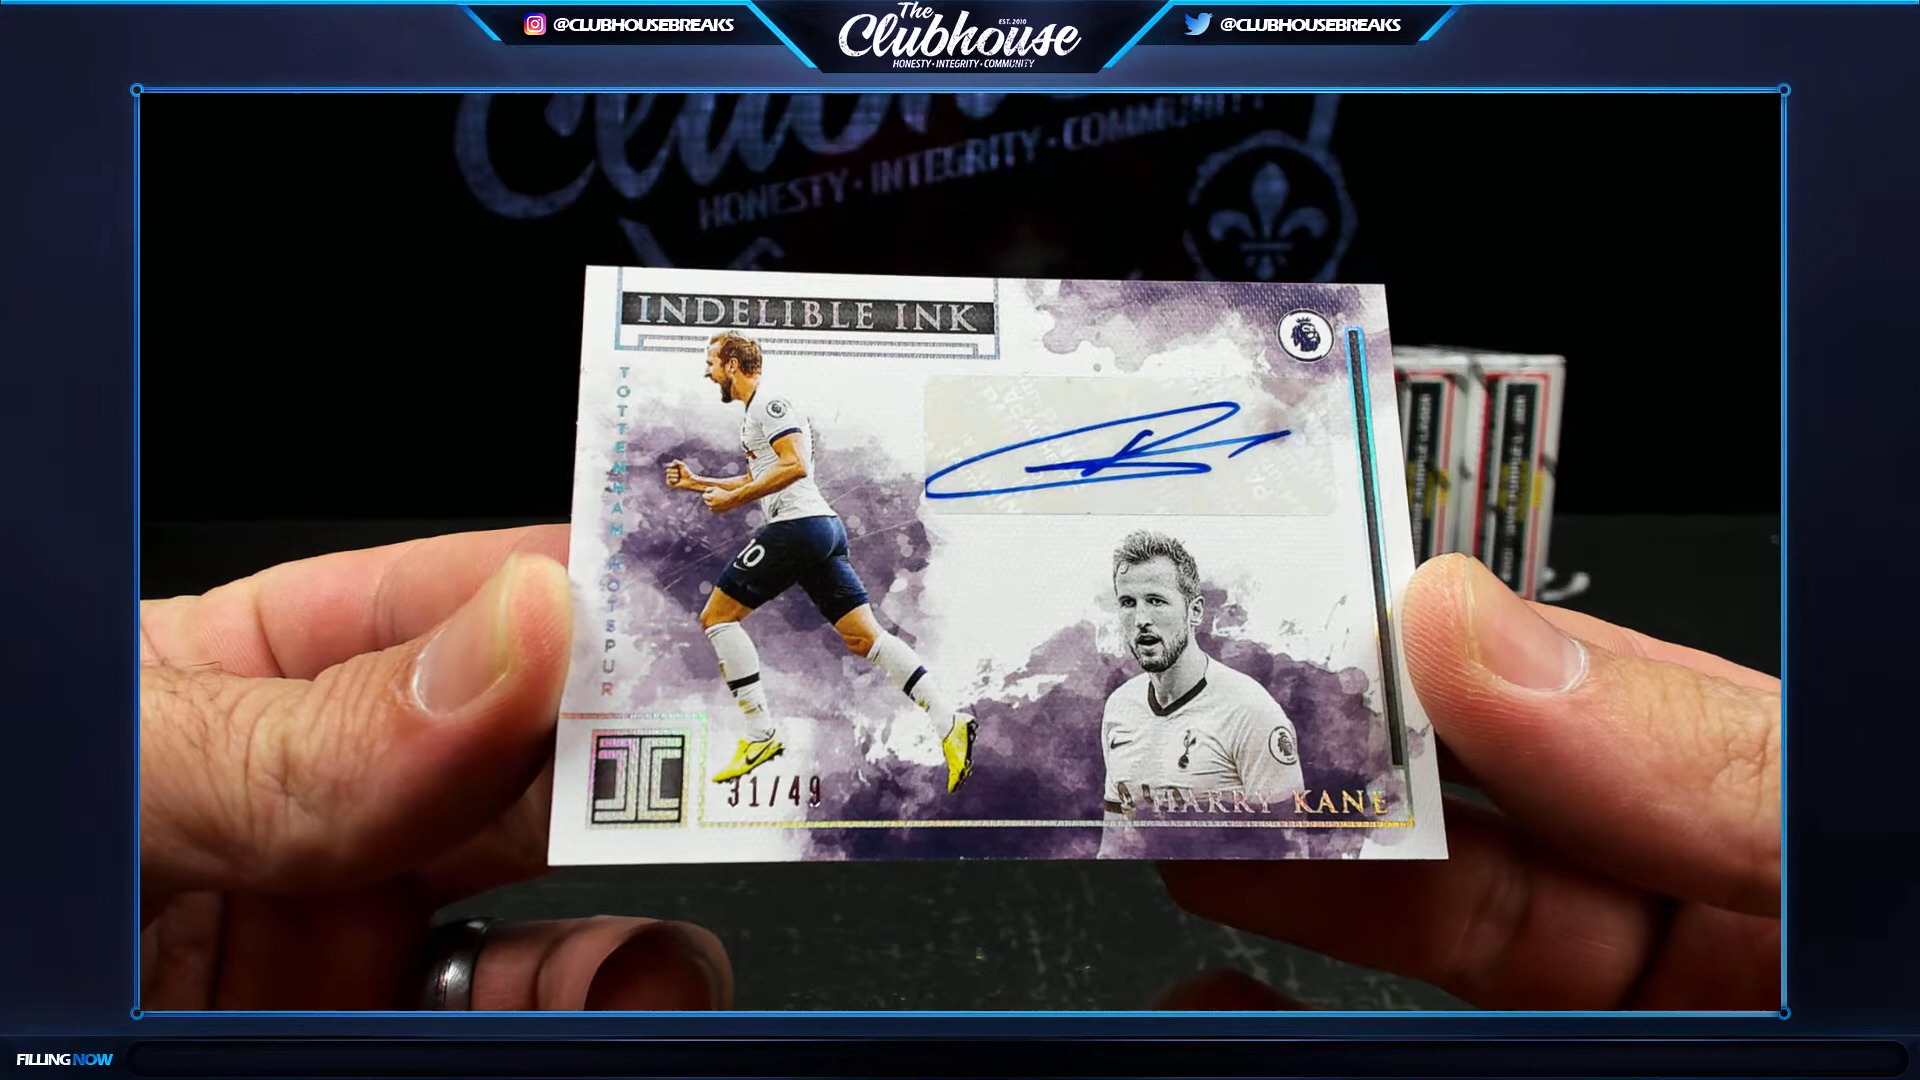 @CLUBHOUSEBREAKS
The
EST. 2010
Clubhouse
HONESTY • INTEGRITY • COMMUNITY
@CLUBHOUSEBREAKS
Clubhouse
HONESTY • INTEGRITY • COMMUNITY
INDELIBLE INK
TOTTENHAM HOTSPUR
10
31/49
HARRY KANE
FILLING NOW